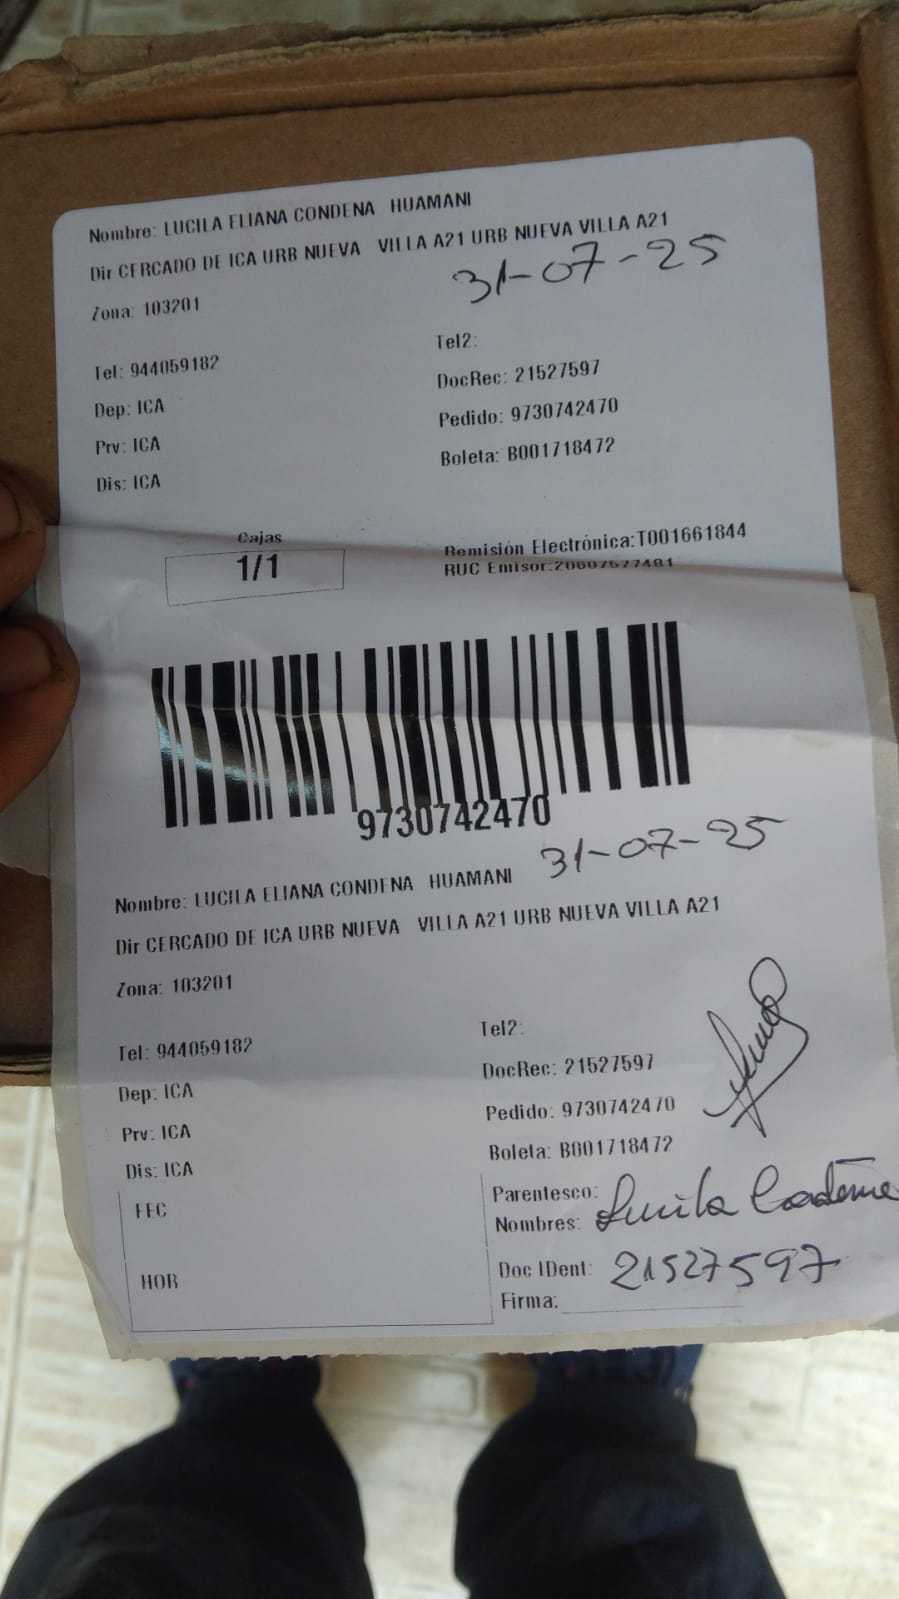 Nombre: LUCILA ELIANA CONDENA HUAMANI
Dir CERCADO DE ICA URB NUEVA VILLA A21 URB NUEVA VILLA A21
31-07-25
Zona: 103201
Tel: 944059182
Tel2:
Dep: ICA
DocRec: 21527597
Prv: ICA
Pedido: 9730742470
Dis: ICA
Boleta: B001718472
Cajas
1/1
Remisión Electrónica:T001661844
RUC Emisor:20607577481
9730742470
31-07-25
Nombre: LUCILA ELIANA CONDENA HUAMANI
Dir CERCADO DE ICA URB NUEVA VILLA A21 URB NUEVA VILLA A21
Zona: 103201
Tel: 944059182
Tel2:
Dep: ICA
DocRec: 21527597
Prv: ICA
Pedido: 9730742470
Dis: ICA
Boleta: B001718472
FEC
Parentesco:
Nombres: Lucila
HOR
Doc IDent: 21527597
Firma: